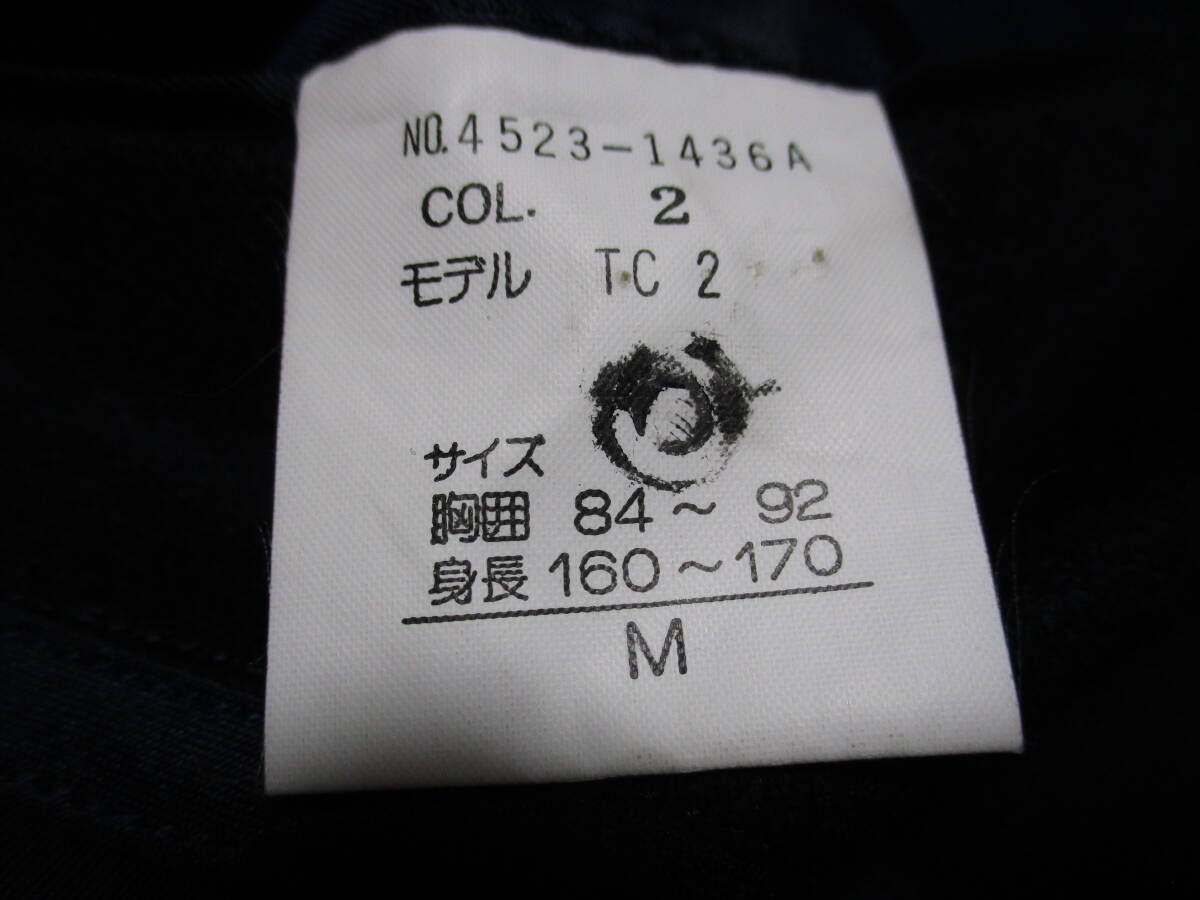 NO.4523-1436A
COL. 2
モデル TC 2
サイズ
胸囲 84～92
身長 160～170
M